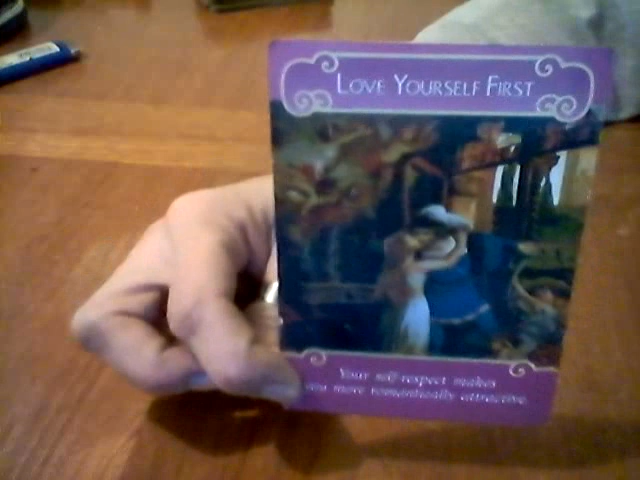 LOVE YOURSELF FIRST
Your self-respect makes
you more romantically attractive.